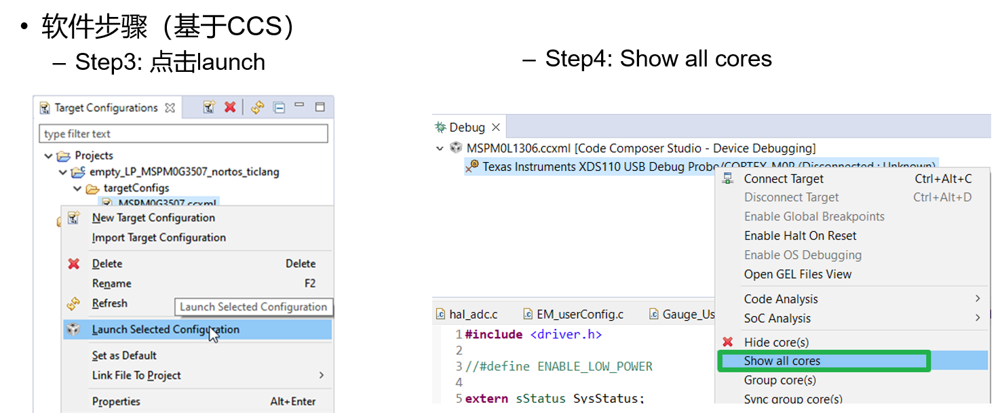 • 软件步骤（基于CCS）
– Step3: 点击launch
– Step4: Show all cores
Target Configurations
type filter text
Projects
empty_LP_MSPM0G3507_nortos_ticlang
targetConfigs
MSPM0G3507.ccxml
New Target Configuration
Import Target Configuration
Delete Delete
Rename F2
Refresh
Launch Selected Configuration
Launch Selected Configuration
Set as Default
Link File To Project
Properties Alt+Enter
Debug
MSPM0L1306.ccxml [Code Composer Studio - Device Debugging]
Texas Instruments XDS110 USB Debug Probe/CORTEX_M0P (Disconnected : Unknown)
Connect Target Ctrl+Alt+C
Disconnect Target Ctrl+Alt+D
Enable Global Breakpoints
Enable Halt On Reset
Enable OS Debugging
Open GEL Files View
Code Analysis
SoC Analysis
Hide core(s)
Show all cores
Group core(s)
Sync group core(s)
hal_adc.c EM_userConfig.c Gauge_Us
1 #include <driver.h>
2
3 //#define ENABLE_LOW_POWER
4
5 extern sStatus SysStatus;